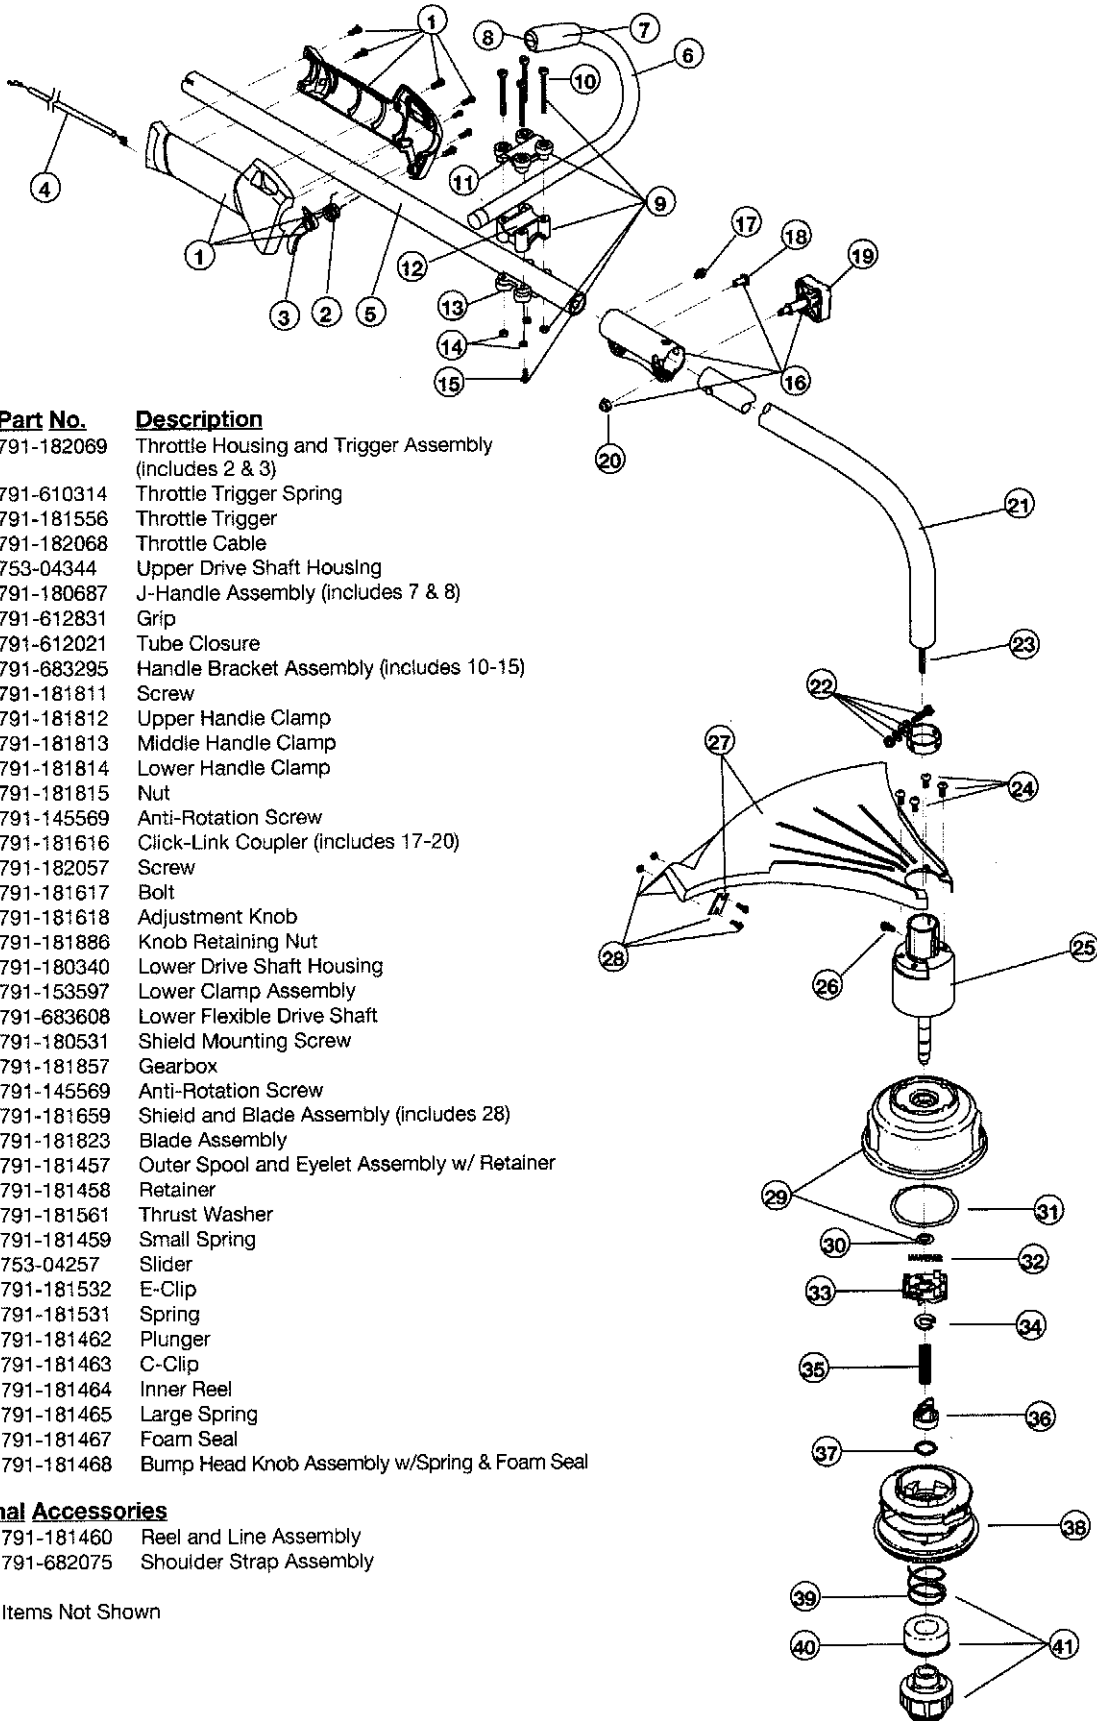 1
8
7
6
10
4
11
9
1
12
17
18
19
3
2
5
13
14
15
16
20
Part No. Description
791-182069 Throttle Housing and Trigger Assembly
(includes 2 & 3)
791-610314 Throttle Trigger Spring
791-181556 Throttle Trigger
791-182068 Throttle Cable
753-04344 Upper Drive Shaft Housing
791-180687 J-Handle Assembly (includes 7 & 8)
791-612831 Grip
791-612021 Tube Closure
791-683295 Handle Bracket Assembly (includes 10-15)
791-181811 Screw
791-181812 Upper Handle Clamp
791-181813 Middle Handle Clamp
791-181814 Lower Handle Clamp
791-181815 Nut
791-145569 Anti-Rotation Screw
791-181616 Click-Link Coupler (includes 17-20)
791-182057 Screw
791-181617 Bolt
791-181618 Adjustment Knob
791-181886 Knob Retaining Nut
791-180340 Lower Drive Shaft Housing
791-153597 Lower Clamp Assembly
791-683608 Lower Flexible Drive Shaft
791-180531 Shield Mounting Screw
791-181857 Gearbox
791-145569 Anti-Rotation Screw
791-181659 Shield and Blade Assembly (includes 28)
791-181823 Blade Assembly
791-181457 Outer Spool and Eyelet Assembly w/ Retainer
791-181458 Retainer
791-181561 Thrust Washer
791-181459 Small Spring
753-04257 Slider
791-181532 E-Clip
791-181531 Spring
791-181462 Plunger
791-181463 C-Clip
791-181464 Inner Reel
791-181465 Large Spring
791-181467 Foam Seal
791-181468 Bump Head Knob Assembly w/Spring & Foam Seal
nal Accessories
791-181460 Reel and Line Assembly
791-682075 Shoulder Strap Assembly
Items Not Shown
21
23
22
27
24
28
26
25
29
31
30
32
33
34
35
36
37
38
39
40
41